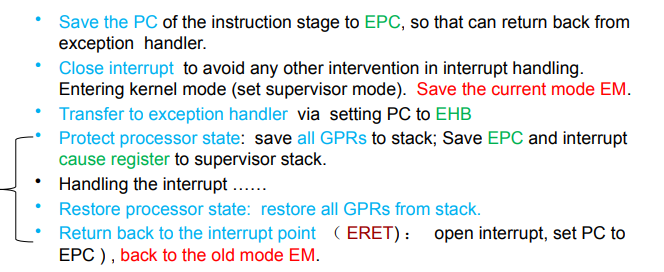 • Save the PC of the instruction stage to EPC, so that can return back from
exception handler.
• Close interrupt to avoid any other intervention in interrupt handling.
Entering kernel mode (set supervisor mode). Save the current mode EM.
• Transfer to exception handler via setting PC to EHB
• Protect processor state: save all GPRs to stack; Save EPC and interrupt
cause register to supervisor stack.
• Handling the interrupt ……
• Restore processor state: restore all GPRs from stack.
• Return back to the interrupt point （ ERET)： open interrupt, set PC to
EPC ) , back to the old mode EM.